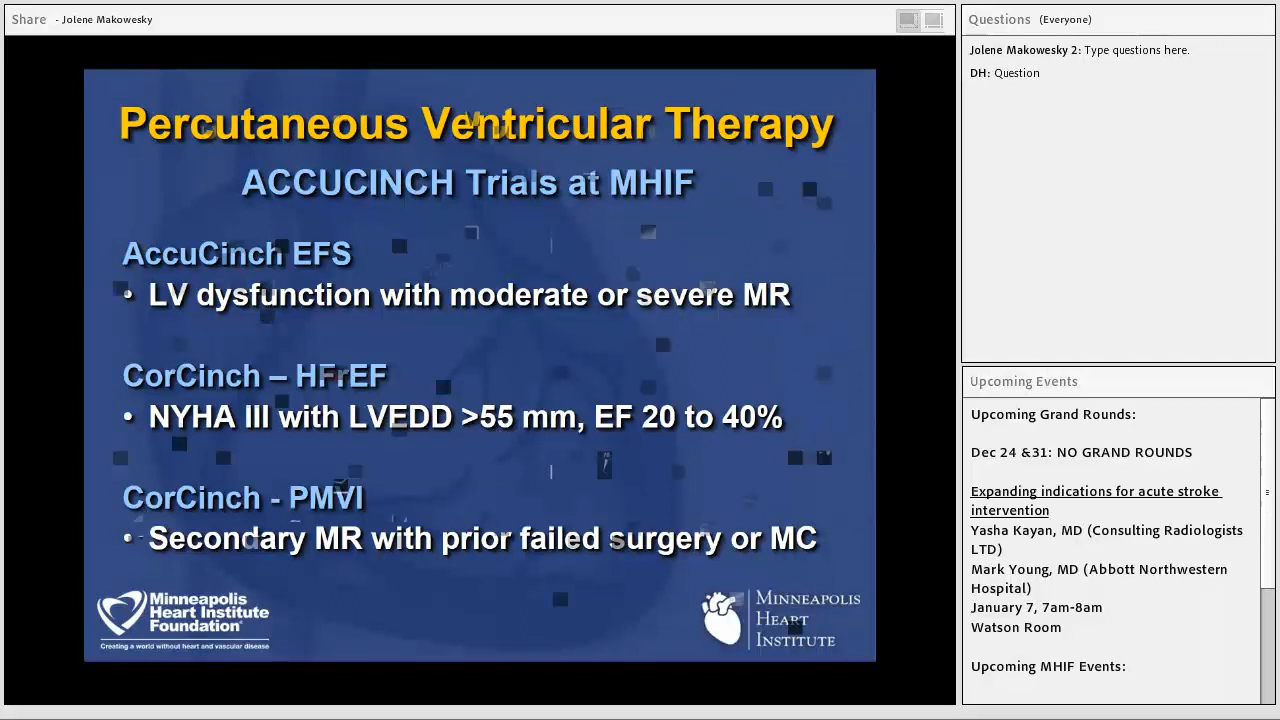 Share - Jolene Makowesky
Percutaneous Ventricular Therapy
ACCUCINCH Trials at MHIF
AccuCinch EFS
• LV dysfunction with moderate or severe MR
CorCinch – HFrEF
• NYHA III with LVEDD >55 mm, EF 20 to 40%
CorCinch - PMVI
• Secondary MR with prior failed surgery or MC
Minneapolis
Heart Institute
Foundation
Creating a world without heart and vascular disease
MINNEAPOLIS
HEART
INSTITUTE
Questions (Everyone)
Jolene Makowesky 2: Type questions here.
DH: Question
Upcoming Events
Upcoming Grand Rounds:
Dec 24 &31: NO GRAND ROUNDS
Expanding indications for acute stroke
intervention
Yasha Kayan, MD (Consulting Radiologists
LTD)
Mark Young, MD (Abbott Northwestern
Hospital)
January 7, 7am-8am
Watson Room
Upcoming MHIF Events: